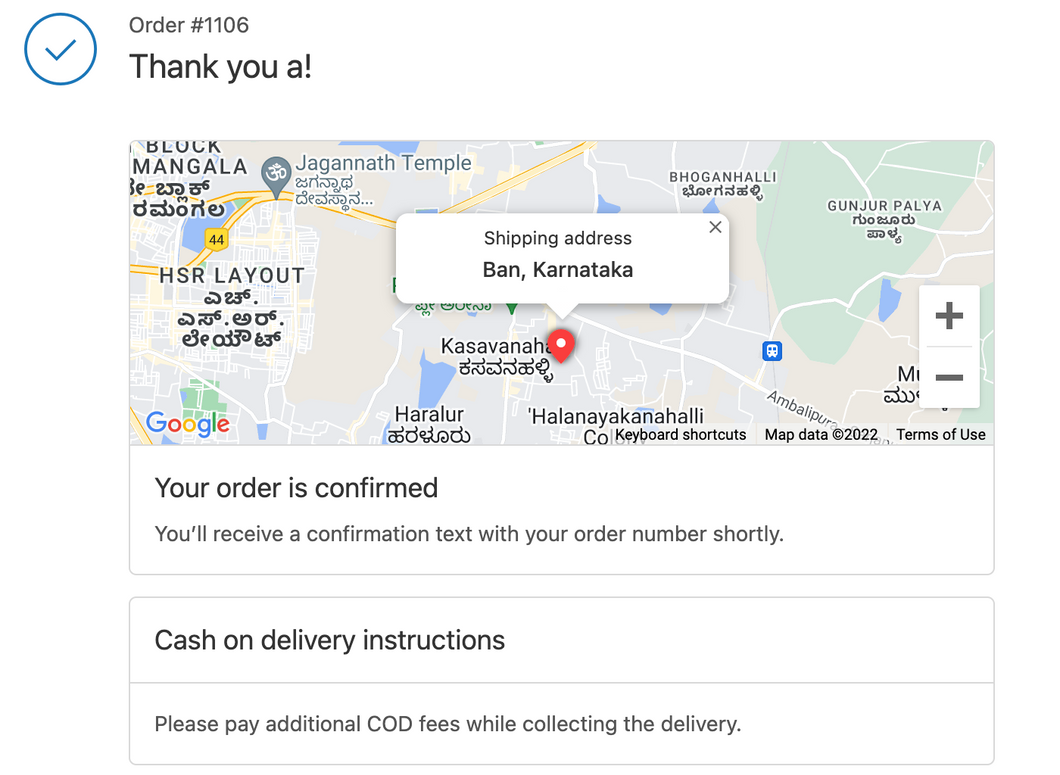 Order #1106
Thank you a!
BLOCK
MANGALA
ನೇ ಬ್ಲಾಕ್
ರಮಂಗಲ
Jagannath Temple
ಜಗನ್ನಾಥ
ದೇವಸ್ಥಾನ...
44
HSR LAYOUT
ಎಚ್.
ಎಸ್.ಆರ್.
ಲೇಯೌಟ್
BHOGANHALLI
ಭೋಗನಹಳ್ಳಿ
GUNJUR PALYA
ಗುಂಜೂರು
ಪಾಳ್ಯ
Shipping address
Ban, Karnataka
ಪ್ಲೇ ಅರೇನಾ
Kasavanaha
ಕಸವನಹಳ್ಳಿ
Haralur
ಹರಳೂರು
'Halanayakanahalli
Mu
Ambalipura
Google
Keyboard shortcuts Map data ©2022 Terms of Use
Your order is confirmed
You’ll receive a confirmation text with your order number shortly.
Cash on delivery instructions
Please pay additional COD fees while collecting the delivery.